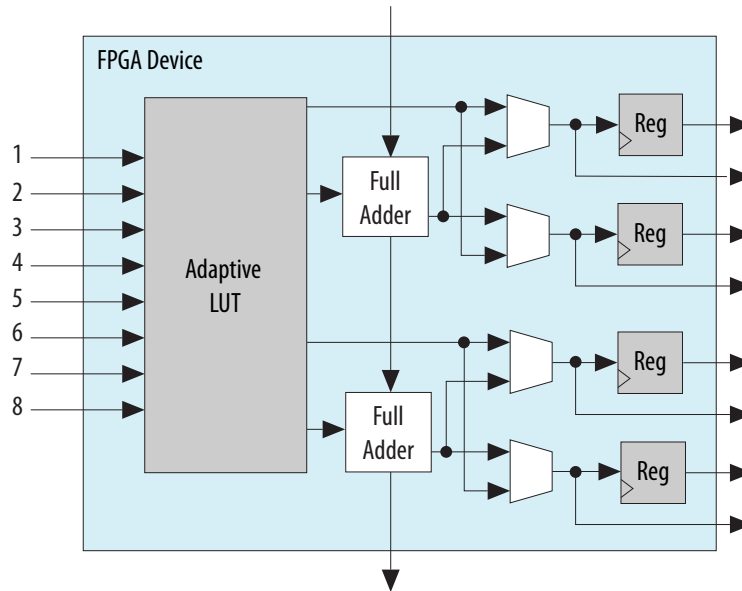 FPGA Device
1
2
3
4
5
6
7
8
Adaptive
LUT
Full
Adder
Full
Adder
Reg
Reg
Reg
Reg